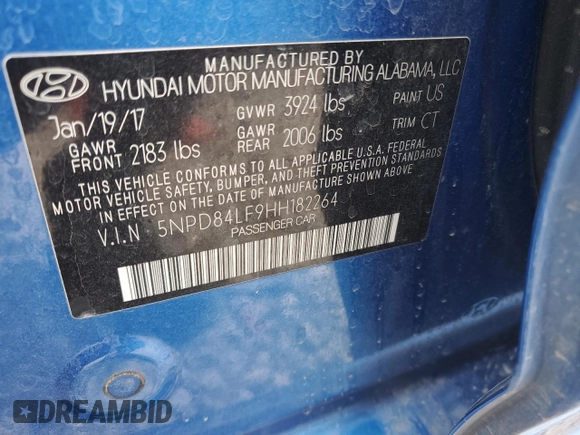 MANUFACTURED BY
HYUNDAI MOTOR MANUFACTURING ALABAMA, LLC
Jan/19/17 GVWR 3924 lbs PAINT US
GAWR FRONT 2183 lbs GAWR REAR 2006 lbs TRIM CT
THIS VEHICLE CONFORMS TO ALL APPLICABLE U.S.A. FEDERAL
MOTOR VEHICLE SAFETY, BUMPER, AND THEFT PREVENTION STANDARDS
IN EFFECT ON THE DATE OF MANUFACTURE SHOWN ABOVE.
V.I.N 5NPD84LF9HH182264
PASSENGER CAR
DREAMBID